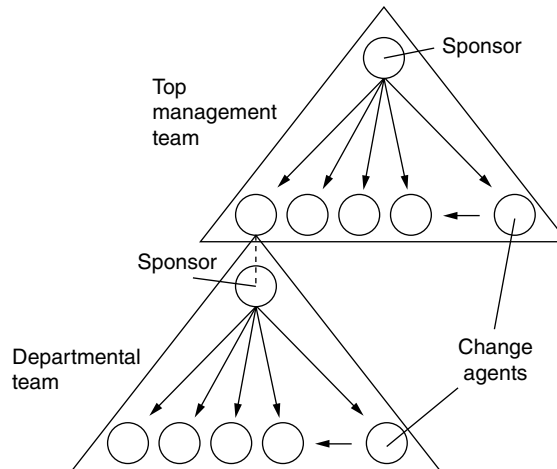 Sponsor
Top
management
team
Sponsor
Departmental
team
Change
agents